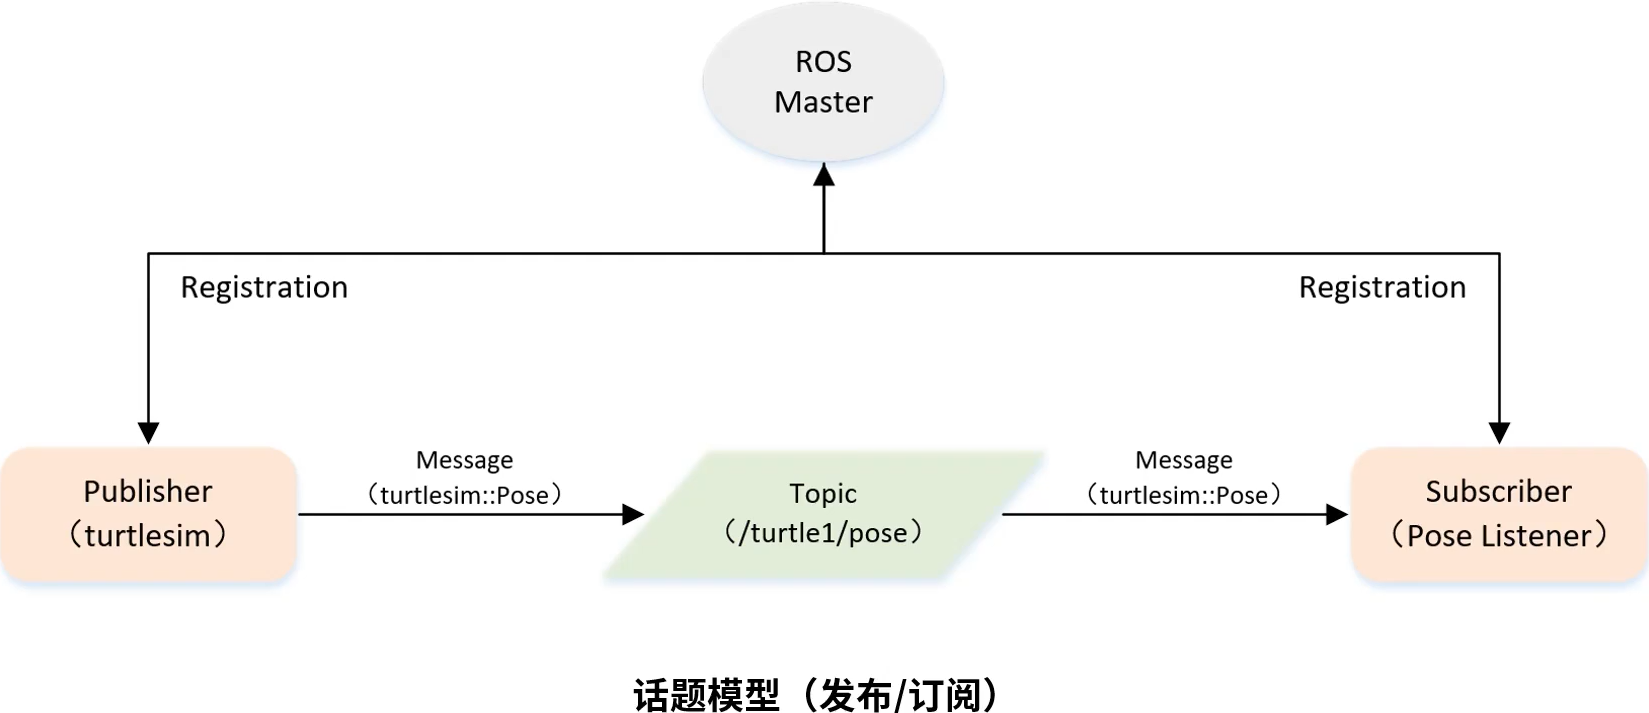 ROS
Master
Registration
Registration
Message
（turtlesim::Pose）
Message
（turtlesim::Pose）
Publisher
（turtlesim）
Topic
（/turtle1/pose）
Subscriber
（Pose Listener）
话题模型（发布/订阅）